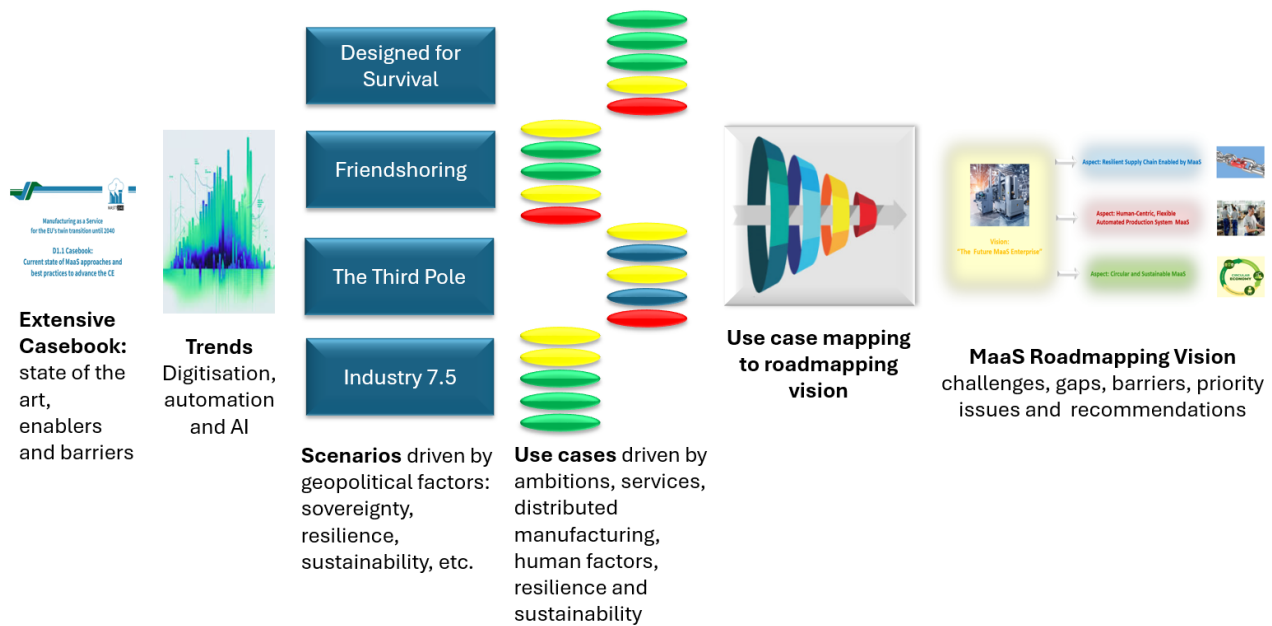 Manufacturing as a Service
for the EU's twin transition until 2040
D1.1 Casebook:
Current state of MaaS approaches and
best practices to advance the CE
Extensive
Casebook:
state of the
art,
enablers
and barriers
Trends
Digitisation,
automation
and AI
Designed for
Survival
Friendshoring
The Third Pole
Industry 7.5
Scenarios driven by
geopolitical factors:
sovereignty,
resilience,
sustainability, etc.
Use cases driven by
ambitions, services,
distributed
manufacturing,
human factors,
resilience and
sustainability
Use case mapping
to roadmapping
vision
Vision:
"The Future MaaS Enterprise"
Aspect: Resilient Supply Chain Enabled by MaaS
Aspect: Human-Centric, Flexible
Automated Production System MaaS
Aspect: Circular and Sustainable MaaS
CIRCULAR
ECONOMY
MaaS Roadmapping Vision
challenges, gaps, barriers, priority
issues and recommendations